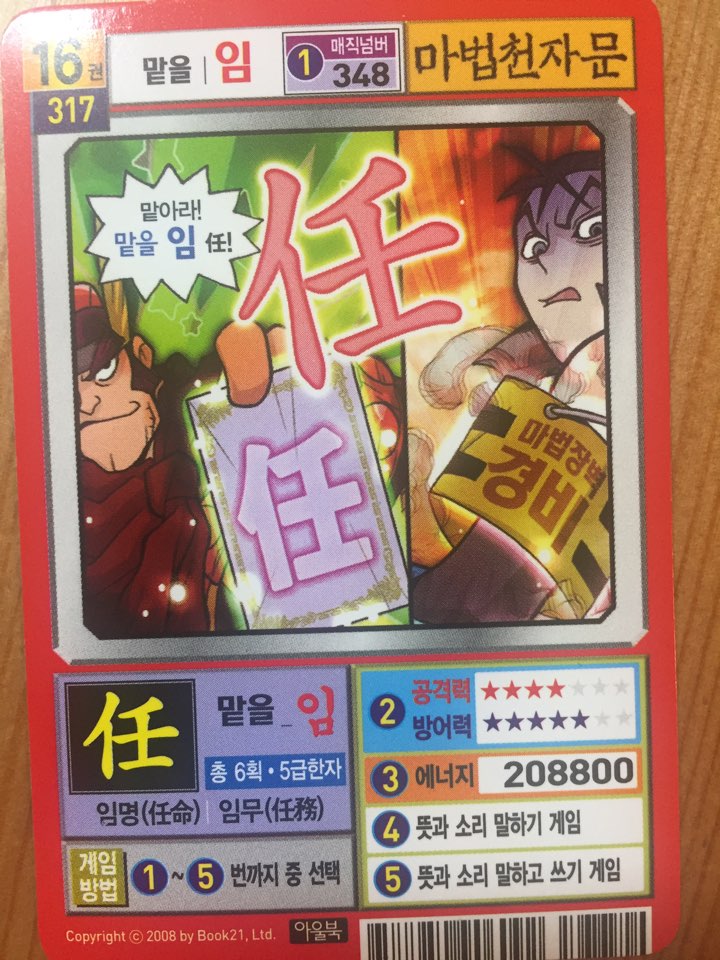 16권
317
맡을 | 임
1 매직넘버
348
마법천자문
맡아라!
맡을 임 任!
任
任
마법장벽
경비
任
맡을_임
총 6획·5급한자
임명(任命) | 임무(任務)
게임
방법
1 ~ 5 번까지 중 선택
2 공격력 ★★★★☆☆☆
방어력 ★★★★★☆☆
3 에너지 208800
4 뜻과 소리 말하기 게임
5 뜻과 소리 말하고 쓰기 게임
Copyright ⓒ 2008 by Book21, Ltd. 아울북